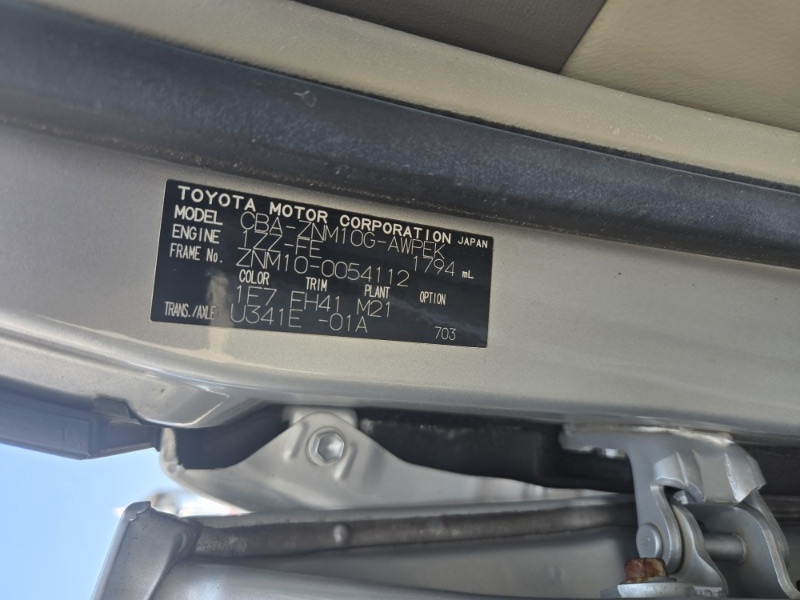 TOYOTA MOTOR CORPORATION JAPAN
MODEL CBA-ZNM10G-AWPEK
ENGINE 1ZZ-FE 1794 mL
FRAME No. ZNM10-0054112
COLOR TRIM PLANT OPTION
1E7 EH41 M21
TRANS./AXLE U341E -01A 703